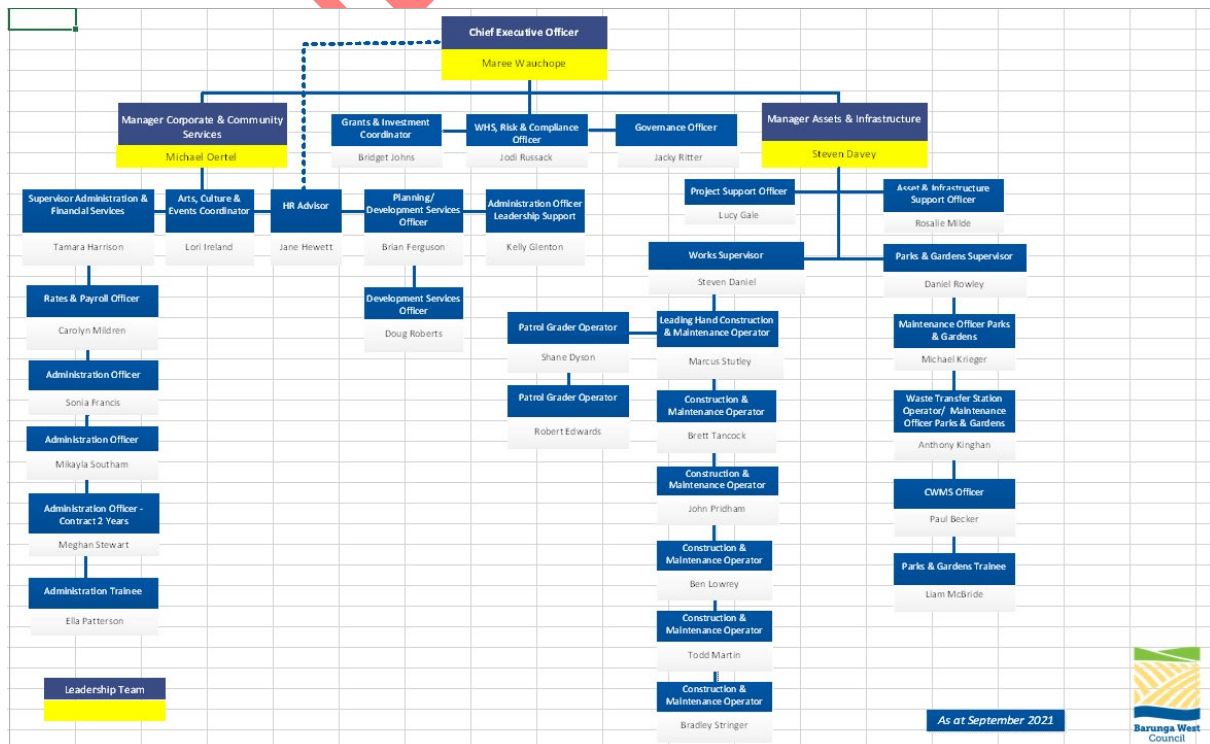 Chief Executive Officer
Maree Wauchope
Manager Corporate & Community
Services
Michael Oertel
Grants & Investment
Coordinator
Bridget Johns
WHS, Risk & Compliance
Officer
Jodi Russack
Governance Officer
Jacky Ritter
Manager Assets & Infrastructure
Steven Davey
Supervisor Administration &
Financial Services
Tamara Harrison
Arts, Culture &
Events Coordinator
Lori Ireland
HR Advisor
Jane Hewett
Planning/
Development Services
Officer
Brian Ferguson
Administration Officer
Leadership Support
Kelly Glenton
Project Support Officer
Lucy Gale
Asset & Infrastructure
Support Officer
Rosalie Milde
Works Supervisor
Steven Daniel
Parks & Gardens Supervisor
Daniel Rowley
Rates & Payroll Officer
Carolyn Mildren
Development Services
Officer
Doug Roberts
Patrol Grader Operator
Shane Dyson
Leading Hand Construction
& Maintenance Operator
Marcus Stutley
Maintenance Officer Parks
& Gardens
Michael Krieger
Administration Officer
Sonia Francis
Patrol Grader Operator
Robert Edwards
Construction &
Maintenance Operator
Brett Tancock
Waste Transfer Station
Operator/ Maintenance
Officer Parks & Gardens
Anthony Kinghan
Administration Officer
Mikayla Southam
Construction &
Maintenance Operator
John Pridham
CWMS Officer
Paul Becker
Administration Officer -
Contract 2 Years
Meghan Stewart
Construction &
Maintenance Operator
Ben Lowrey
Parks & Gardens Trainee
Liam McBride
Administration Trainee
Ella Patterson
Construction &
Maintenance Operator
Todd Martin
Leadership Team
Construction &
Maintenance Operator
Bradley Stringer
As at September 2021
Barunga West
Council